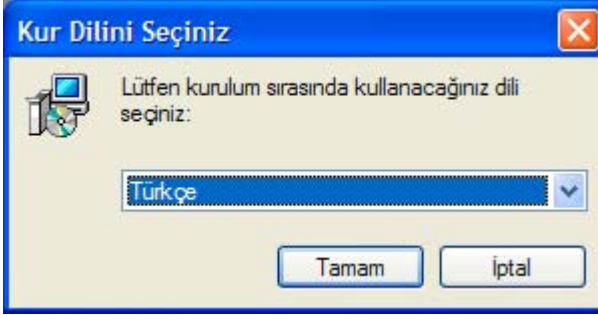 Kur Dilini Seçiniz
Lütfen kurulum sırasında kullanacağınız dili
seçiniz:
Türkçe
Tamam
İptal